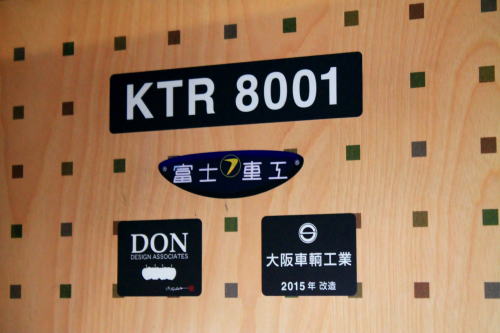 KTR 8001
富士重工
DON
DESIGN ASSOCIATES
大阪車輌工業
2015年 改造